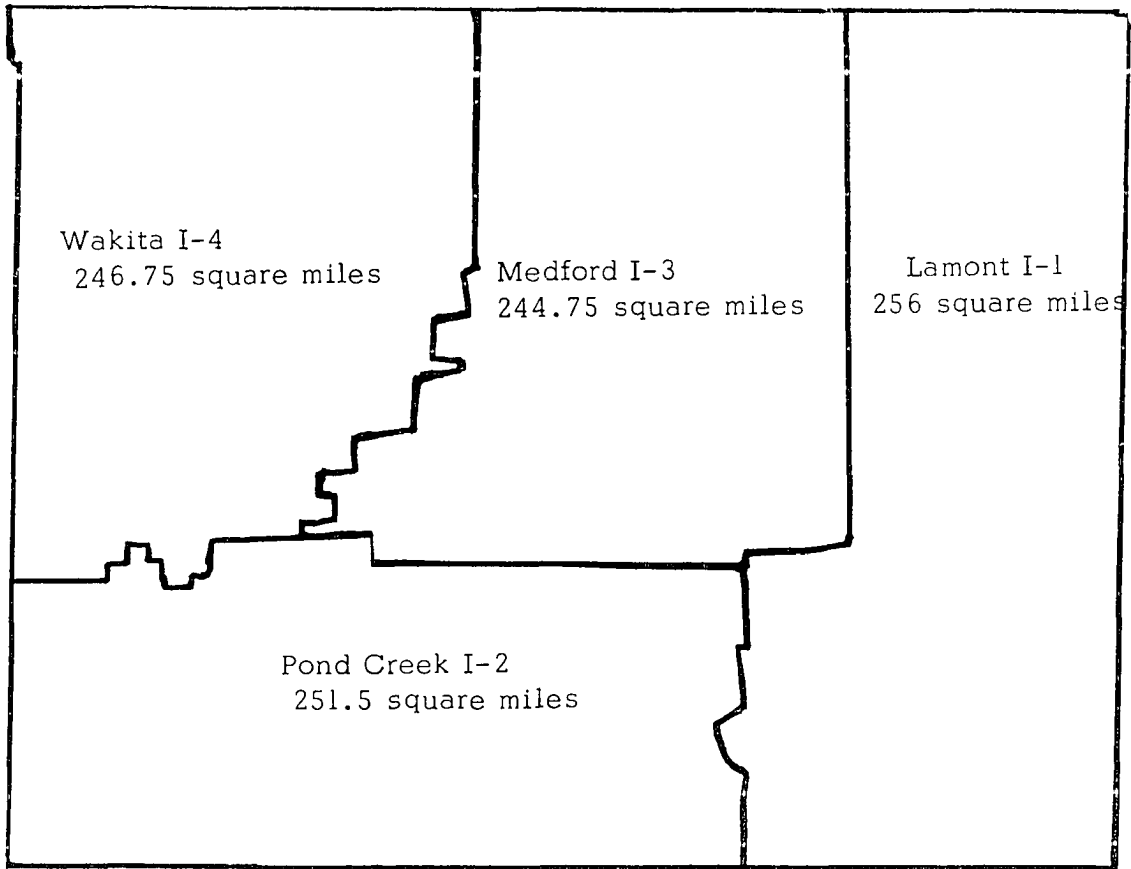 Wakita I-4
246.75 square miles
Medford I-3
244.75 square miles
Lamont I-1
256 square miles
Pond Creek I-2
251.5 square miles